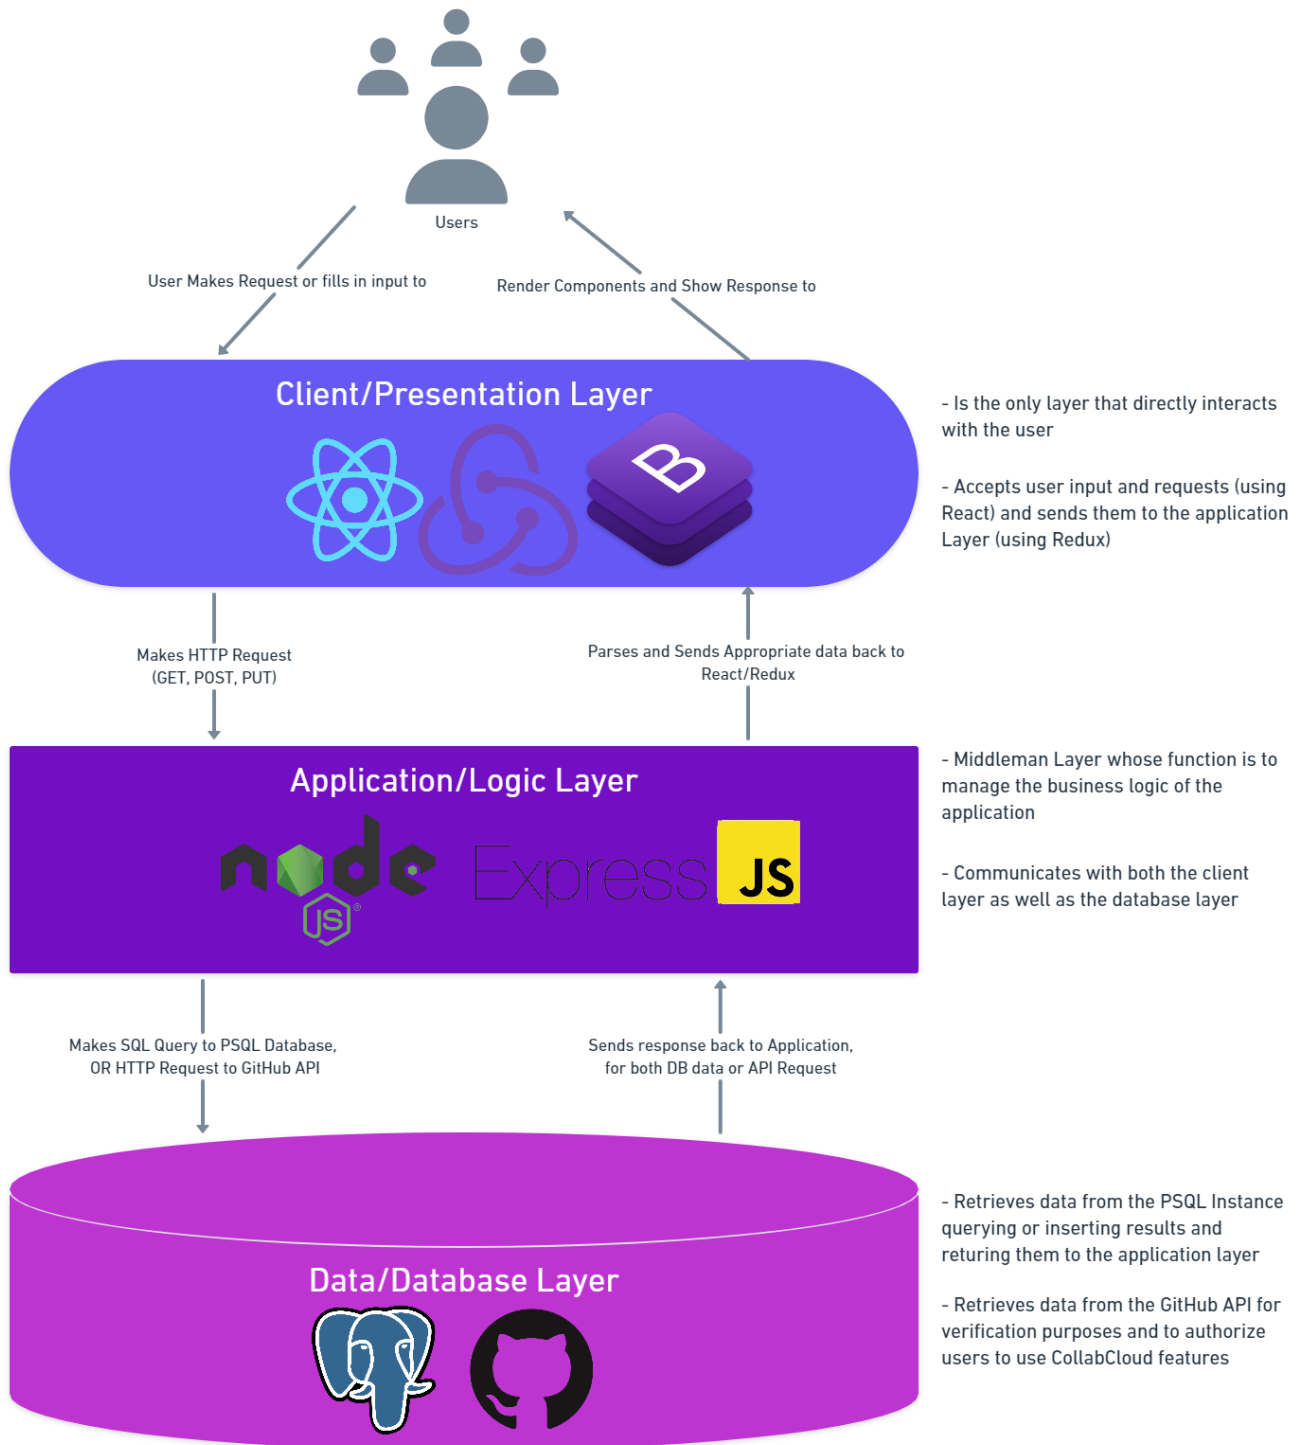 Users
User Makes Request or fills in input to
Render Components and Show Response to
Client/Presentation Layer
B
- Is the only layer that directly interacts
with the user
- Accepts user input and requests (using
React) and sends them to the application
Layer (using Redux)
Makes HTTP Request
(GET, POST, PUT)
Parses and Sends Appropriate data back to
React/Redux
Application/Logic Layer
node
JS®
Express
JS
- Middleman Layer whose function is to
manage the business logic of the
application
- Communicates with both the client
layer as well as the database layer
Makes SQL Query to PSQL Database,
OR HTTP Request to GitHub API
Sends response back to Application,
for both DB data or API Request
Data/Database Layer
- Retrieves data from the PSQL Instance
querying or inserting results and
returing them to the application layer
- Retrieves data from the GitHub API for
verification purposes and to authorize
users to use CollabCloud features